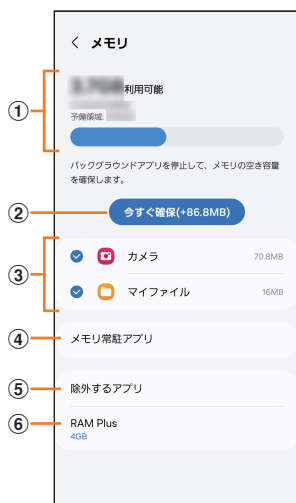 メモリ
利用可能
予備領域:
バックグラウンドアプリを停止して、メモリの空き容量
を確保します。
今すぐ確保(+86.8MB)
カメラ 70.8MB
マイファイル 16MB
メモリ常駐アプリ
除外するアプリ
RAM Plus
4GB
①
②
③
④
⑤
⑥